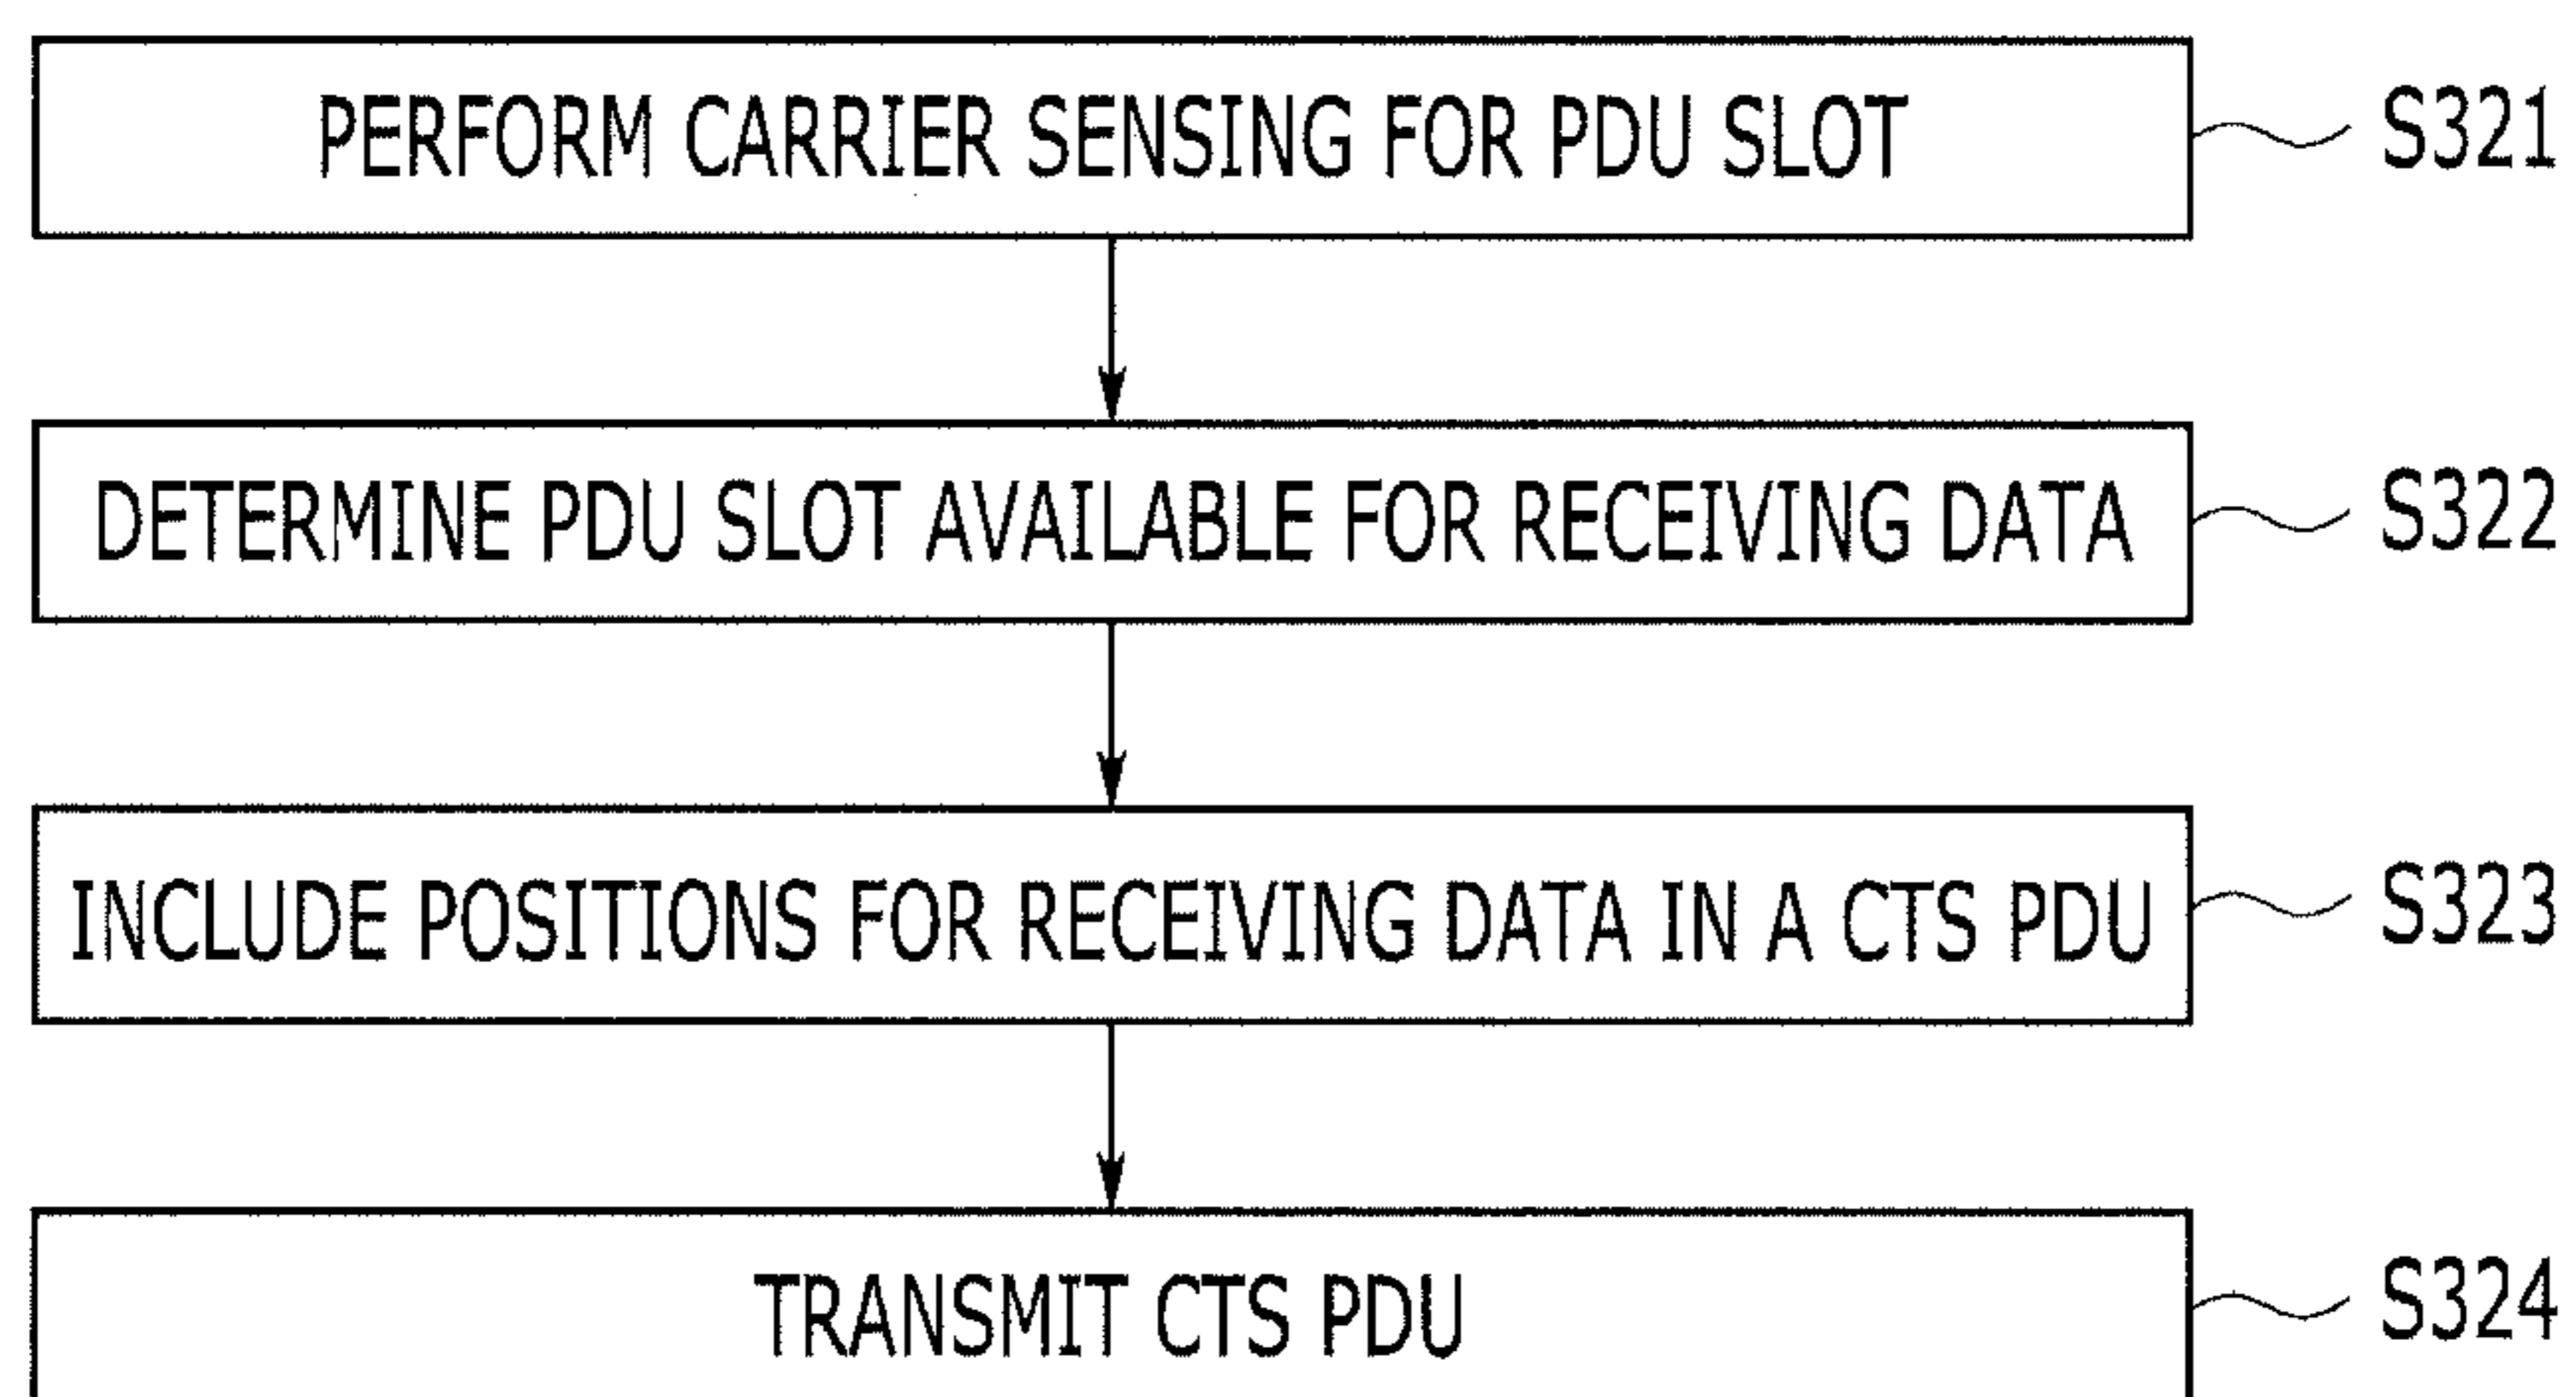 PERFORM CARRIER SENSING FOR PDU SLOT
S321
DETERMINE PDU SLOT AVAILABLE FOR RECEIVING DATA
S322
INCLUDE POSITIONS FOR RECEIVING DATA IN A CTS PDU
S323
TRANSMIT CTS PDU
S324